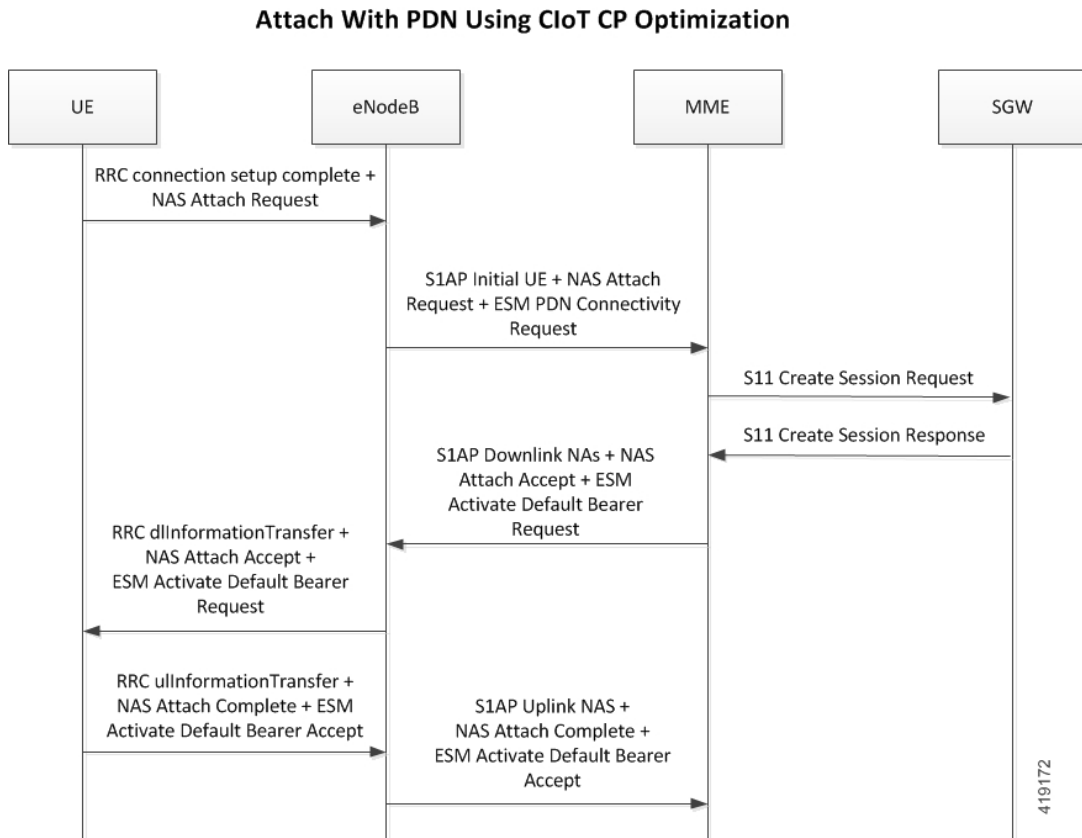 Attach With PDN Using CIoT CP Optimization
UE
eNodeB
MME
SGW
RRC connection setup complete +
NAS Attach Request
S1AP Initial UE + NAS Attach
Request + ESM PDN Connectivity
Request
S11 Create Session Request
S11 Create Session Response
S1AP Downlink NAs + NAS
Attach Accept + ESM
Activate Default Bearer
Request
RRC dlInformationTransfer +
NAS Attach Accept +
ESM Activate Default Bearer
Request
RRC ulInformationTransfer +
NAS Attach Complete + ESM
Activate Default Bearer Accept
S1AP Uplink NAS +
NAS Attach Complete +
ESM Activate Default Bearer
Accept
419172